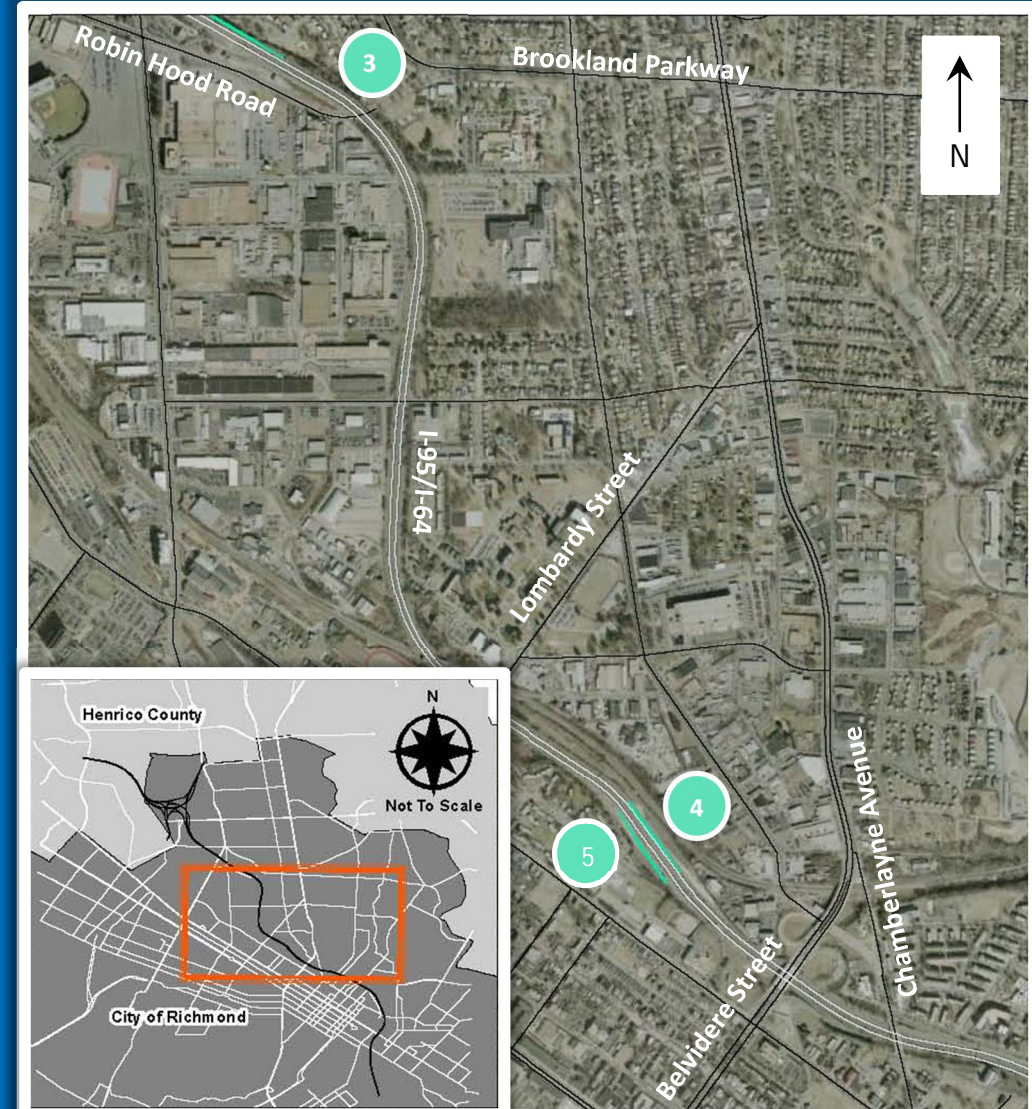 Robin Hood Road
3
Brookland Parkway
N
I-95/I-64
Lombardy Street
4
5
Chamberlayne Avenue
Belvidere Street
Henrico County
N
Not To Scale
City of Richmond